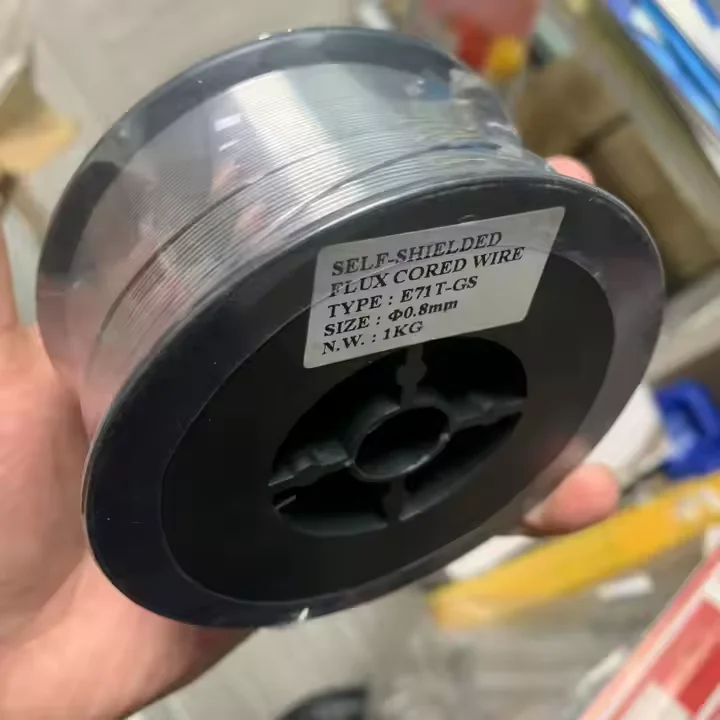 SELF-SHIELDED
FLUX CORED WIRE
TYPE : E71T-GS
SIZE : Φ0.8mm
N.W. : 1KG